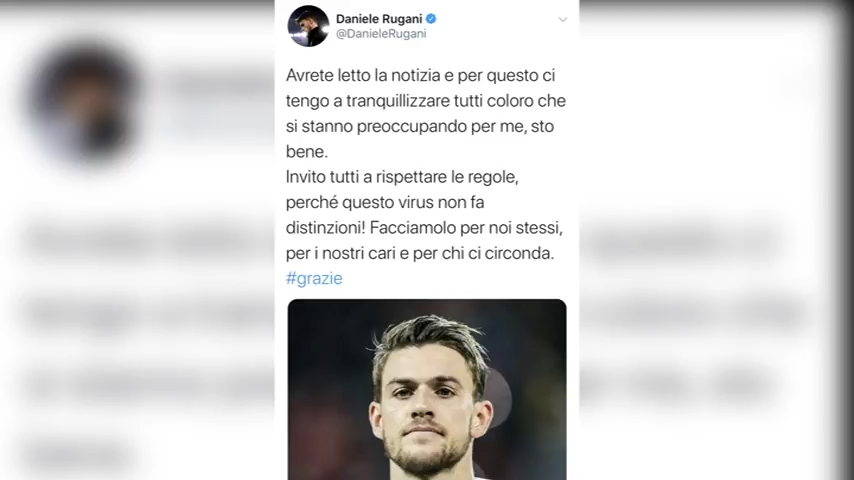 Daniele Rugani
@DanieleRugani
Avrete letto la notizia e per questo ci
tengo a tranquillizzare tutti coloro che
si stanno preoccupando per me, sto
bene.
Invito tutti a rispettare le regole,
perché questo virus non fa
distinzioni! Facciamolo per noi stessi,
per i nostri cari e per chi ci circonda.
#grazie